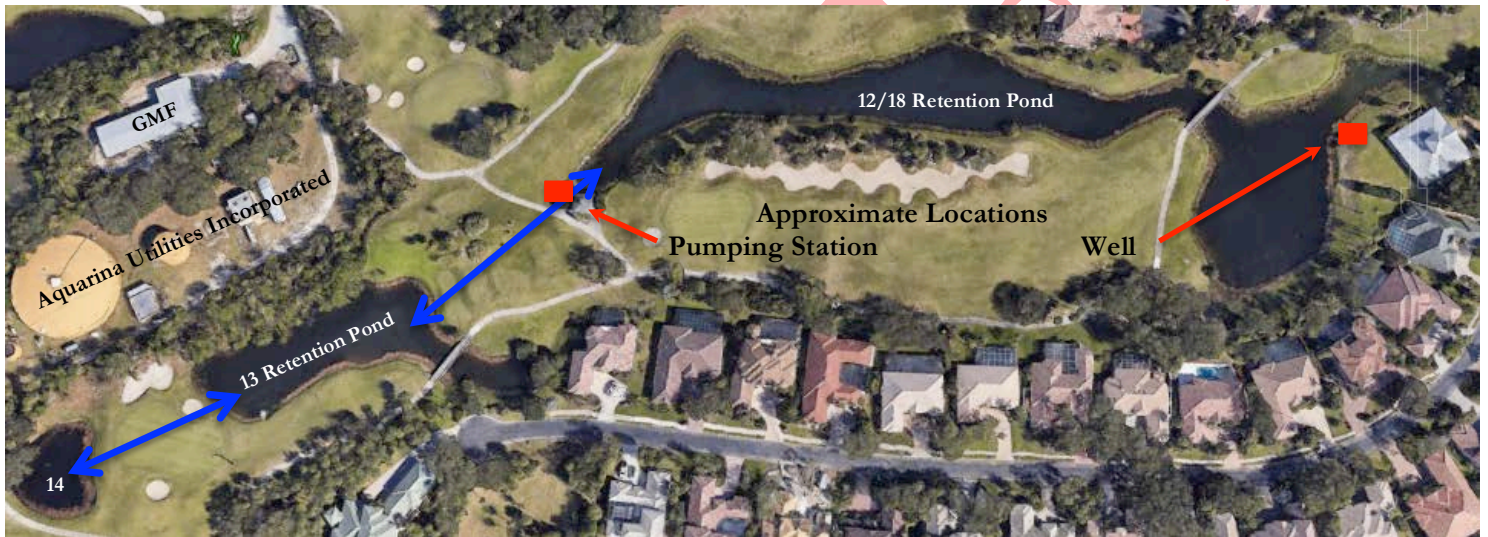 GMF
12/18 Retention Pond
Aquarina Utilities Incorporated
Approximate Locations
Pumping Station
Well
13 Retention Pond
14